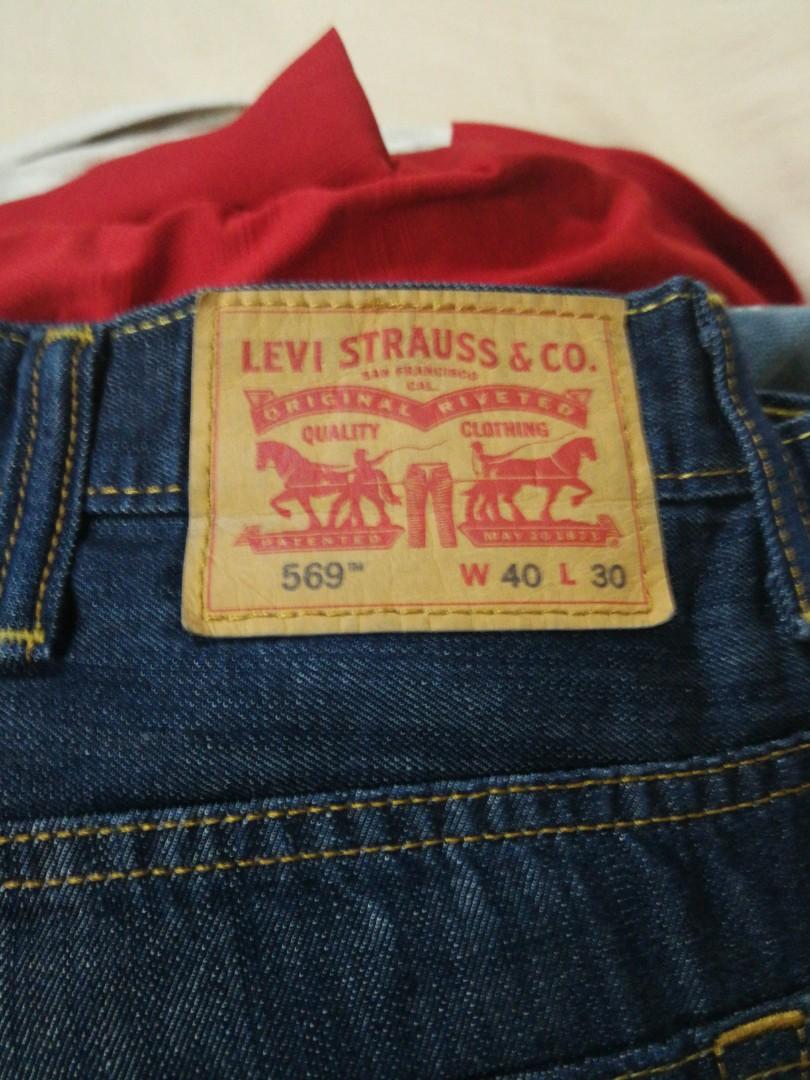 LEVI STRAUSS & CO.
SAN FRANCISCO
CAL.
ORIGINAL RIVETED
QUALITY CLOTHING
PATENTED MAY 20 1873
569™ W 40 L 30